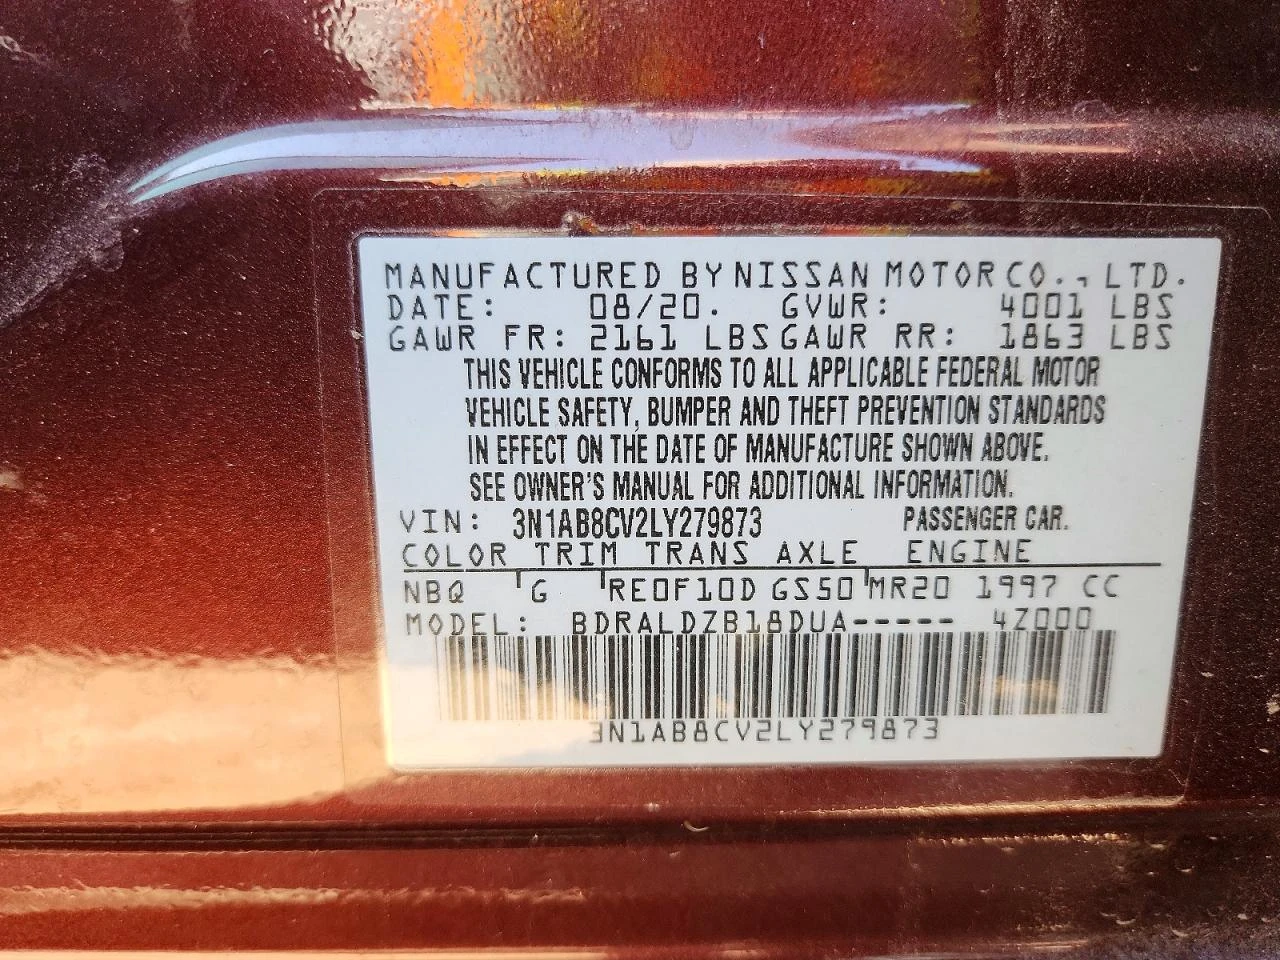 MANUFACTURED BY NISSAN MOTOR CO., LTD.
DATE: 08/20. GVWR: 4001 LBS
GAWR FR: 2161 LBS GAWR RR: 1863 LBS
THIS VEHICLE CONFORMS TO ALL APPLICABLE FEDERAL MOTOR
VEHICLE SAFETY, BUMPER AND THEFT PREVENTION STANDARDS
IN EFFECT ON THE DATE OF MANUFACTURE SHOWN ABOVE.
SEE OWNER'S MANUAL FOR ADDITIONAL INFORMATION.
VIN: 3N1AB8CV2LY279873 PASSENGER CAR.
COLOR TRIM TRANS AXLE ENGINE
NBQ G RE0F10D GS50 MR20 1997 CC
MODEL: BDRALDZB18DUA----- 4Z000
3N1AB8CV2LY279873